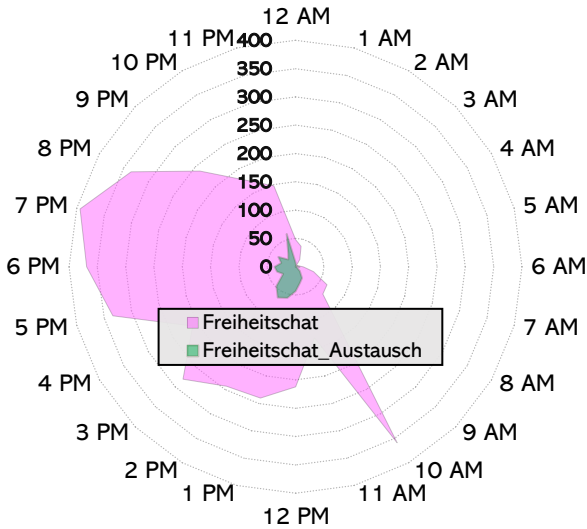 12 AM
11 PM
400
1 AM
10 PM
350
2 AM
9 PM
300
3 AM
250
8 PM
200
4 AM
150
7 PM
100
5 AM
50
6 PM
0
6 AM
5 PM
Freiheitschat
7 AM
Freiheitschat_Austausch
4 PM
8 AM
3 PM
9 AM
2 PM
10 AM
1 PM
11 AM
12 PM